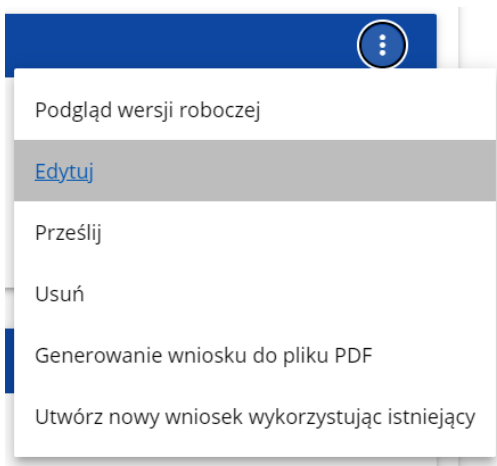 Podgląd wersji roboczej
Edytuj
Prześlij
Usuń
Generowanie wniosku do pliku PDF
Utwórz nowy wniosek wykorzystując istniejący